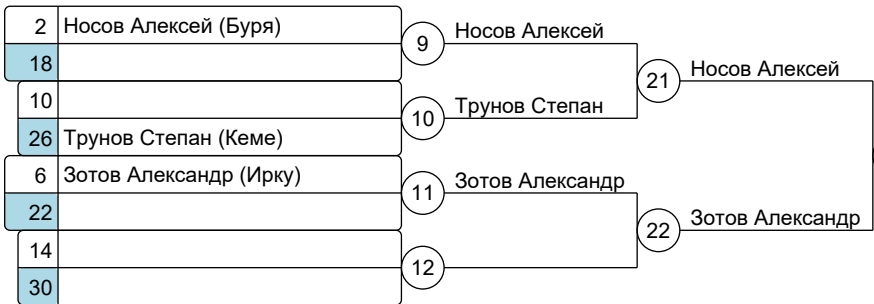 2 Носов Алексей (Буря)
9 Носов Алексей
18
21 Носов Алексей
10
10 Трунов Степан
26 Трунов Степан (Кеме)
6 Зотов Александр (Ирку)
11 Зотов Александр
22
22 Зотов Александр
14
12
30